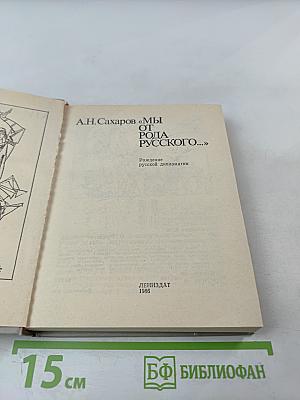 А.Н. Сахаров «МЫ
ОТ
РОДА
РУССКОГО...»
Рождение
русской дипломатии
ЛЕНИЗДАТ
1986
15 см
БФ БИБЛИОФАН